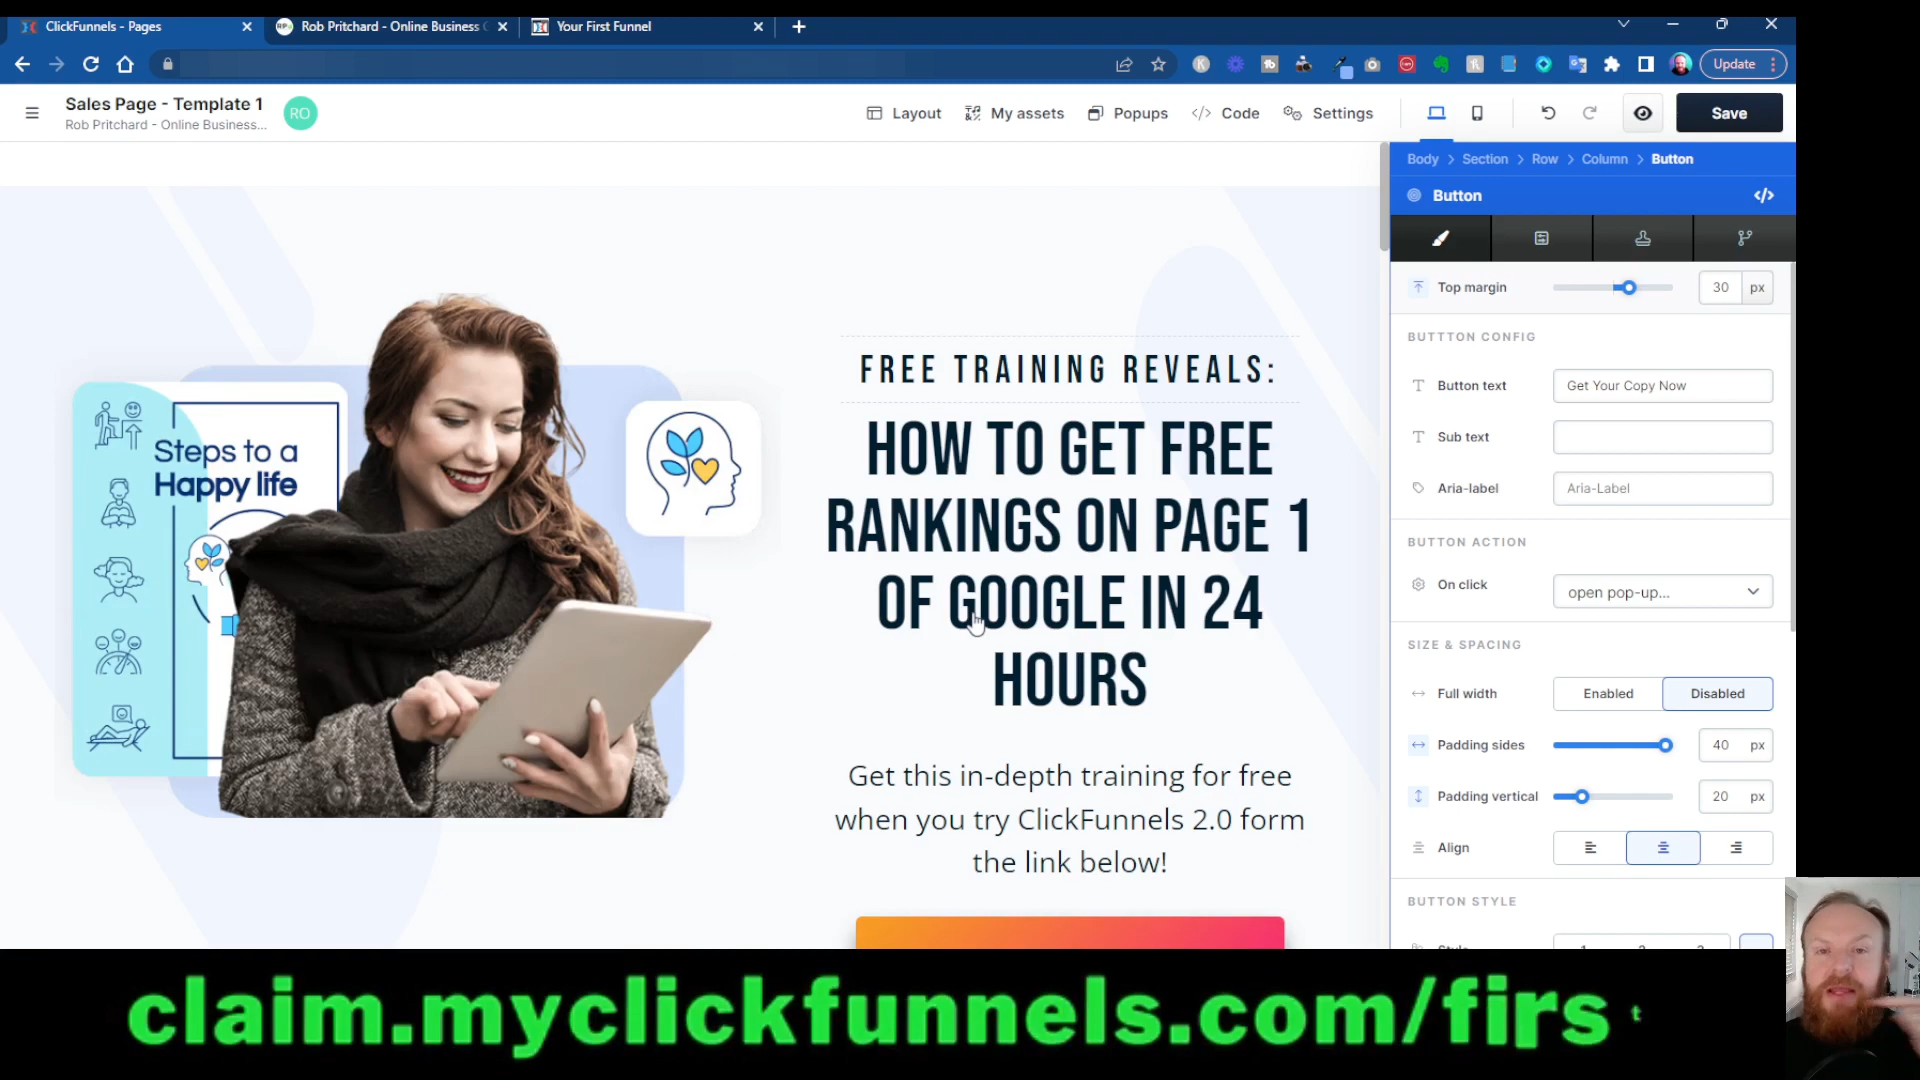 ClickFunnels - Pages
Rob Pritchard - Online Business
Your First Funnel
Update
Sales Page - Template 1
Rob Pritchard - Online Business...
RO
Layout
My assets
Popups
Code
Settings
Save
Body > Section > Row > Column > Button
Button
Top margin
30 px
BUTTTON CONFIG
Button text
Get Your Copy Now
Sub text
Aria-label
Aria-Label
BUTTON ACTION
On click
open pop-up...
SIZE & SPACING
Full width
Enabled
Disabled
Padding sides
40 px
Padding vertical
20 px
Align
BUTTON STYLE
Steps to a
Happy life
FREE TRAINING REVEALS:
HOW TO GET FREE
RANKINGS ON PAGE 1
OF GOOGLE IN 24
HOURS
Get this in-depth training for free
when you try ClickFunnels 2.0 form
the link below!
claim.myclickfunnels.com/first